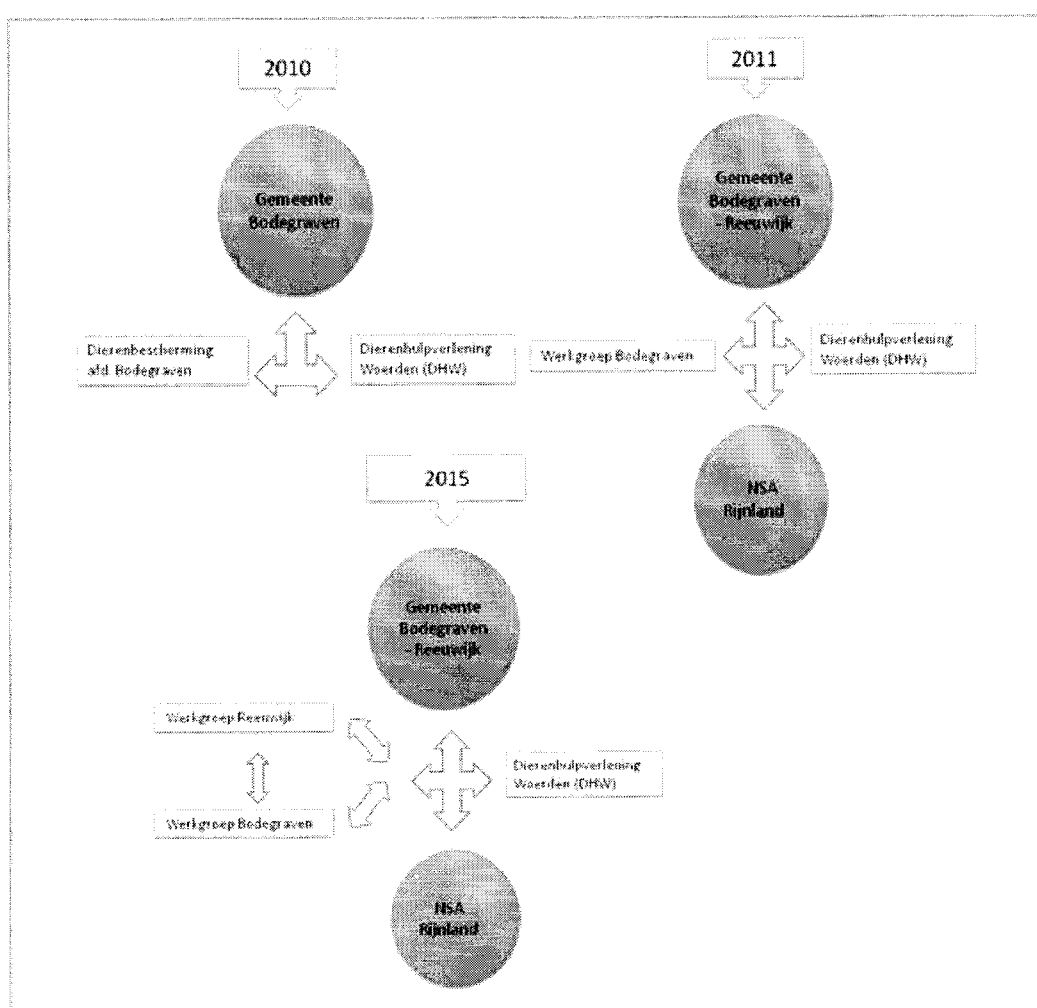 2010
Gemeente
Bodegraven
Dierenbescherming
afd. Bodegraven
Dierenhulpverlening
Woerden (DHW)
2011
Gemeente
Bodegraven
- Reeuwijk
Werkgroep Bodegraven
Dierenhulpverlening
Woerden (DHW)
NSA
Rijnland
2015
Gemeente
Bodegraven
- Reeuwijk
Werkgroep Reeuwijk
Werkgroep Bodegraven
Dierenhulpverlening
Woerden (DHW)
NSA
Rijnland